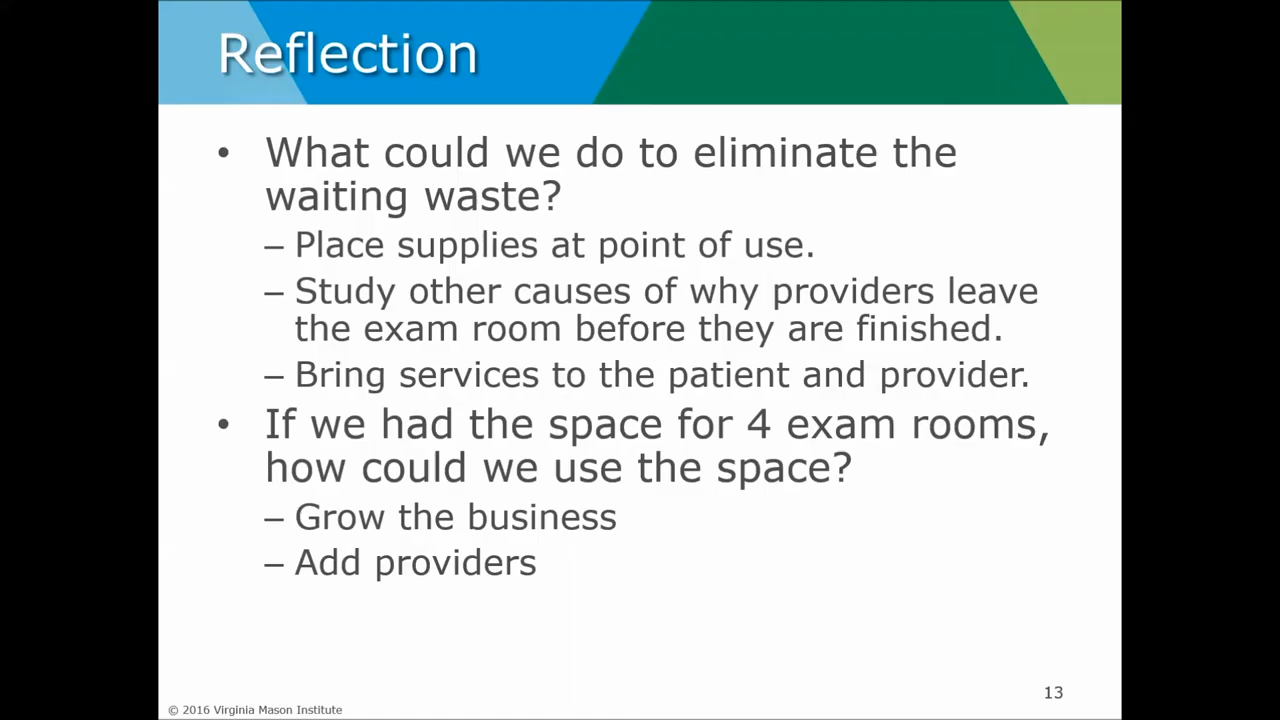 Reflection
• What could we do to eliminate the
waiting waste?
– Place supplies at point of use.
– Study other causes of why providers leave
the exam room before they are finished.
– Bring services to the patient and provider.
• If we had the space for 4 exam rooms,
how could we use the space?
– Grow the business
– Add providers
13
© 2016 Virginia Mason Institute